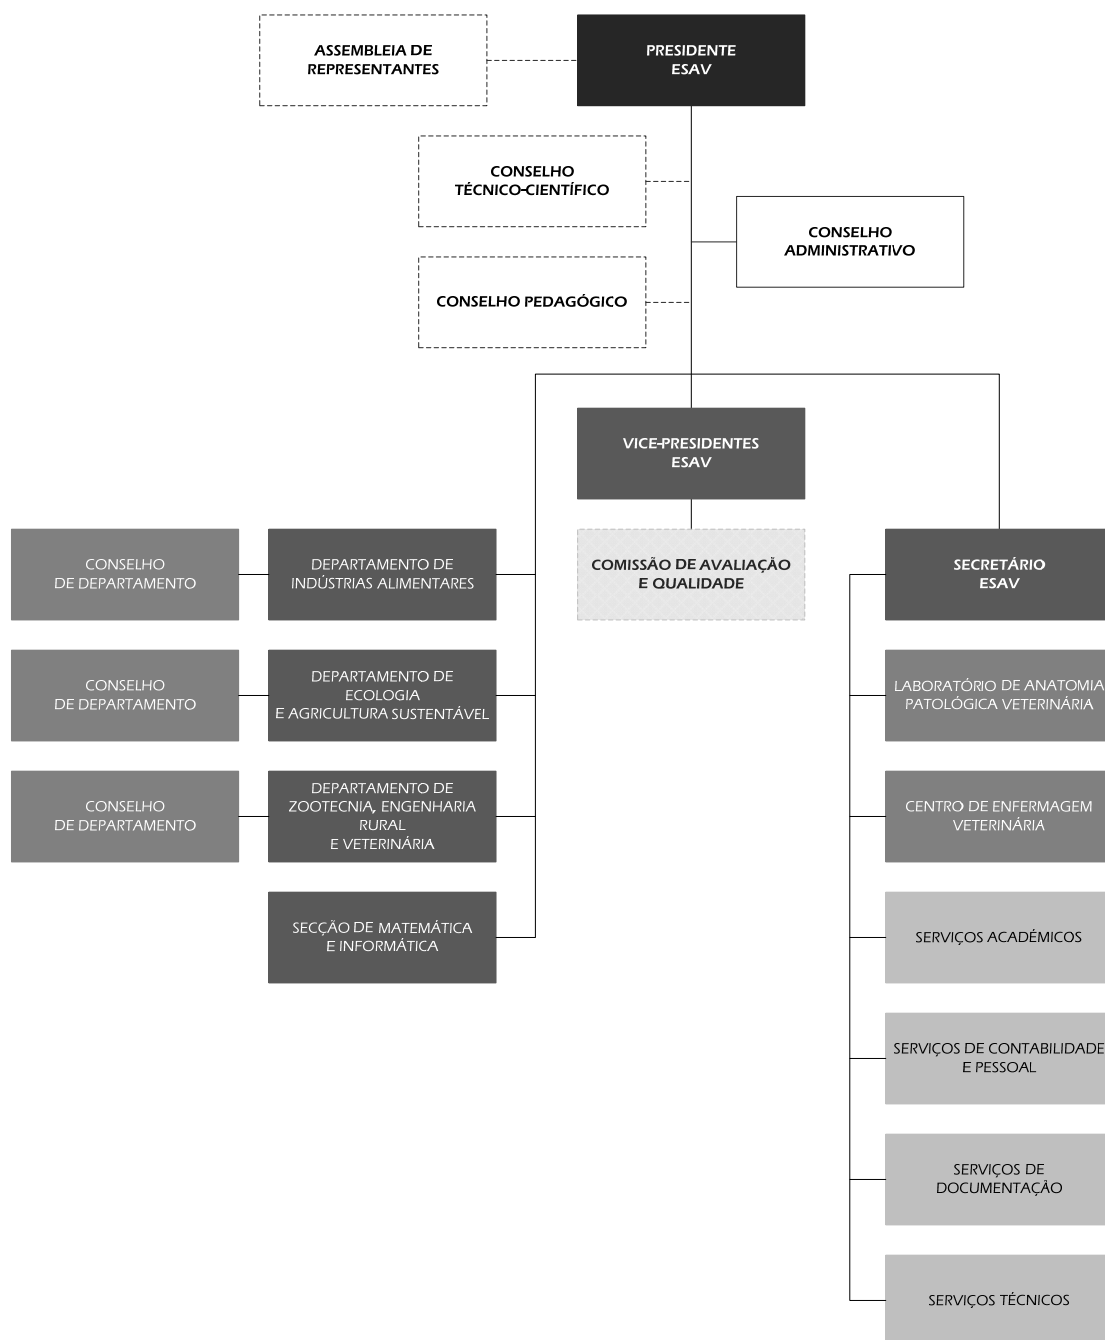 ASSEMBLEIA DE
REPRESENTANTES
PRESIDENTE
ESAV
CONSELHO
TÉCNICO-CIENTÍFICO
CONSELHO
ADMINISTRATIVO
CONSELHO PEDAGÓGICO
VICE-PRESIDENTES
ESAV
CONSELHO
DE DEPARTAMENTO
DEPARTAMENTO DE
INDÚSTRIAS ALIMENTARES
COMISSÃO DE AVALIAÇÃO
E QUALIDADE
SECRETÁRIO
ESAV
CONSELHO
DE DEPARTAMENTO
DEPARTAMENTO DE
ECOLOGIA
E AGRICULTURA SUSTENTÁVEL
LABORATÓRIO DE ANATOMIA
PATOLÓGICA VETERINÁRIA
CONSELHO
DE DEPARTAMENTO
DEPARTAMENTO DE
ZOOTECNIA, ENGENHARIA
RURAL
E VETERINÁRIA
CENTRO DE ENFERMAGEM
VETERINÁRIA
SECÇÃO DE MATEMÁTICA
E INFORMÁTICA
SERVIÇOS ACADÉMICOS
SERVIÇOS DE CONTABILIDADE
E PESSOAL
SERVIÇOS DE
DOCUMENTAÇÃO
SERVIÇOS TÉCNICOS